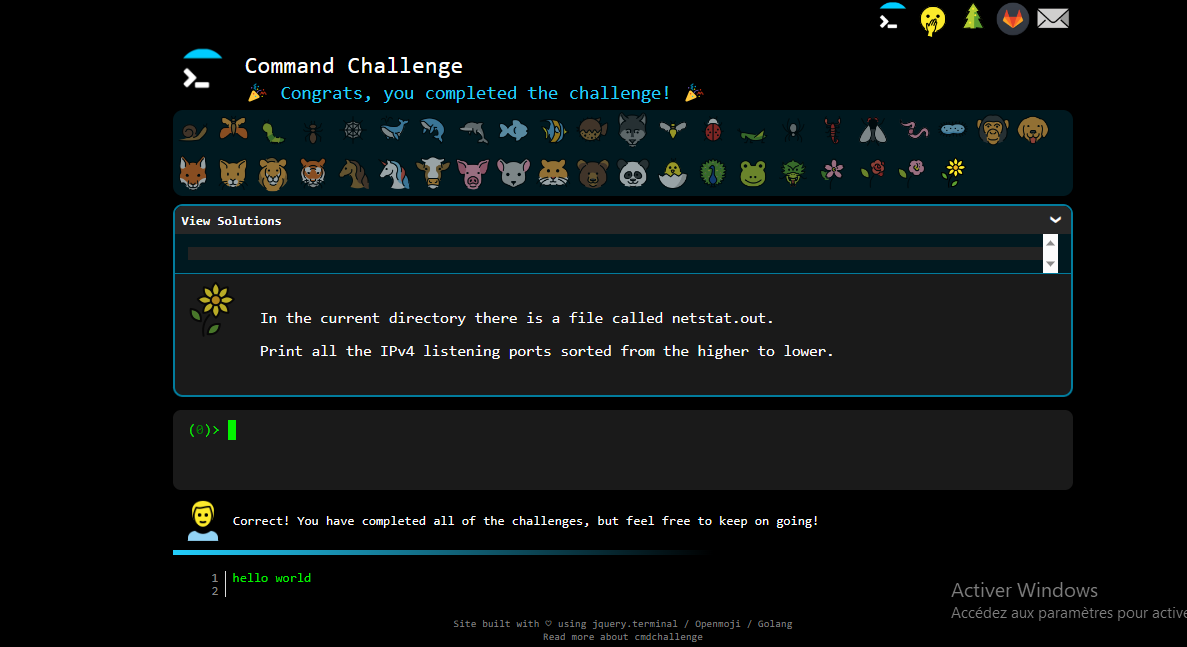 Command Challenge
🎉 Congrats, you completed the challenge! 🎉
View Solutions
In the current directory there is a file called netstat.out.
Print all the IPv4 listening ports sorted from the higher to lower.
(0)>
Correct! You have completed all of the challenges, but feel free to keep on going!
1 hello world
2
Activer Windows
Accédez aux paramètres pour active
Site built with ♡ using jquery.terminal / Openmoji / Golang
Read more about cmdchallenge